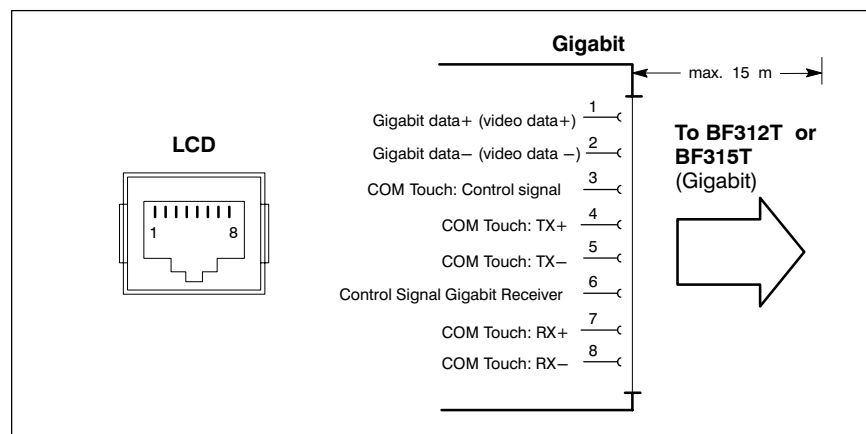 Gigabit
max. 15 m
LCD
1 8
Gigabit data+ (video data+) 1
Gigabit data− (video data −) 2
COM Touch: Control signal 3
COM Touch: TX+ 4
COM Touch: TX− 5
Control Signal Gigabit Receiver 6
COM Touch: RX+ 7
COM Touch: RX− 8
To BF312T or
BF315T
(Gigabit)